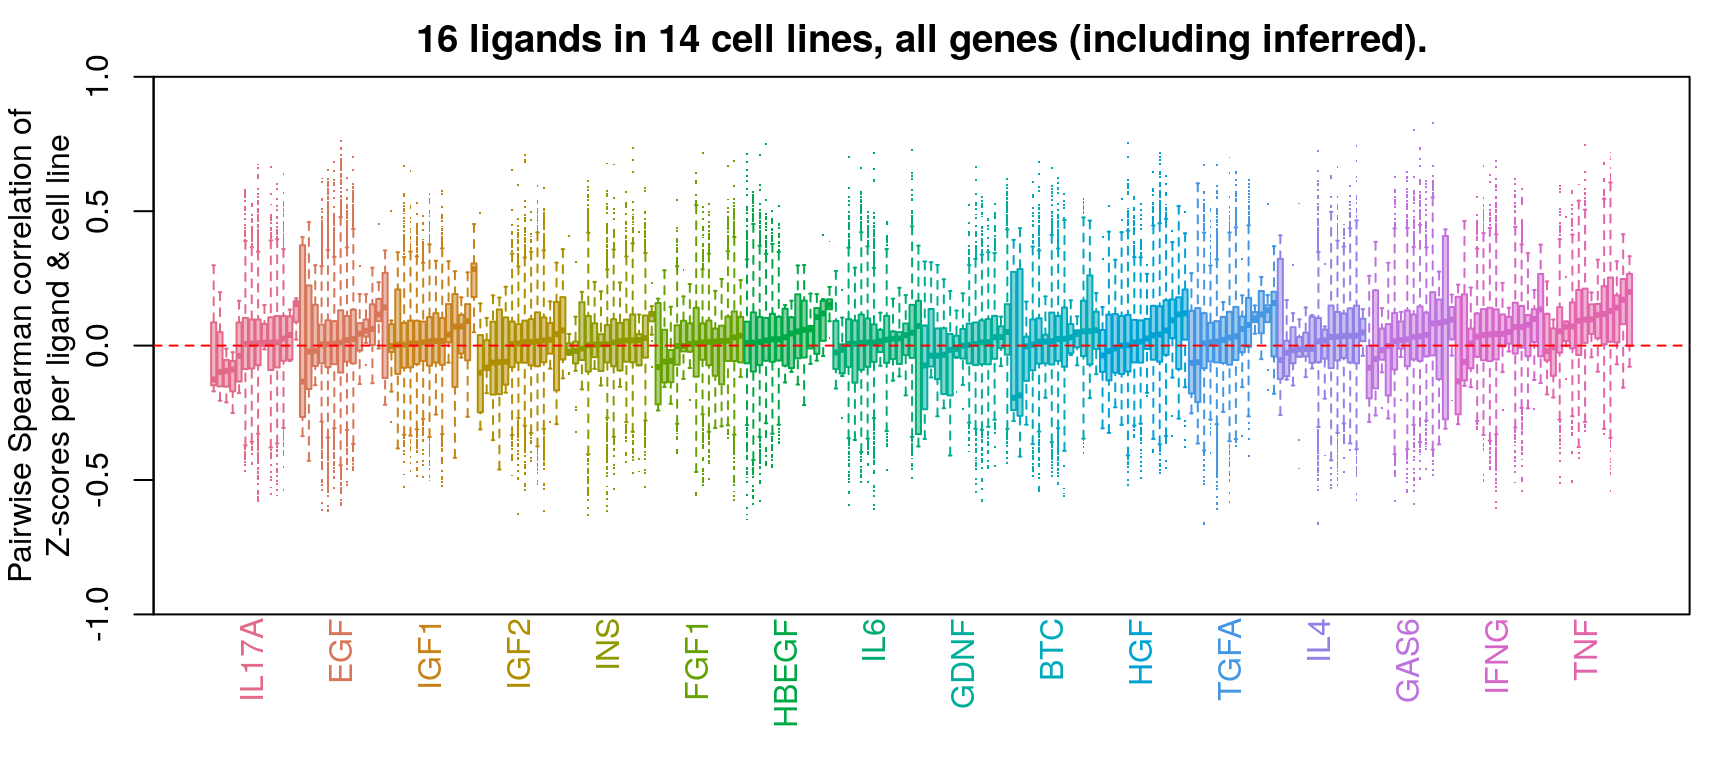 16 ligands in 14 cell lines, all genes (including inferred).
Pairwise Spearman correlation of
Z-scores per ligand & cell line
1.0
0.5
0.0
-0.5
-1.0
IL17A
EGF
IGF1
IGF2
INS
FGF1
HBEGF
IL6
GDNF
BTC
HGF
TGFA
IL4
GAS6
IFNG
TNF